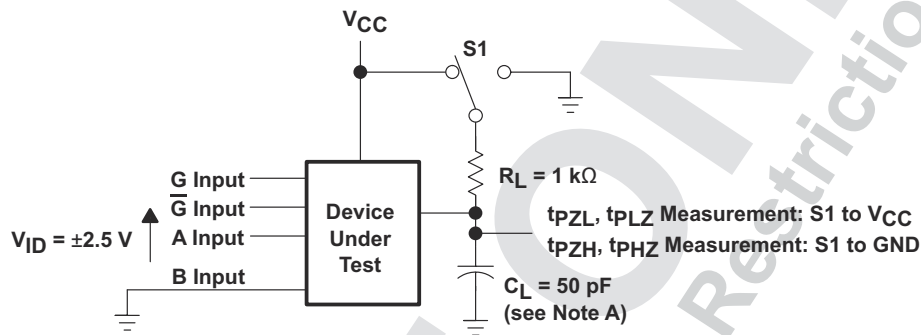 VCC
S1
RL = 1 kΩ
G Input
G̅ Input
A Input
B Input
VID = ±2.5 V
Device
Under
Test
tPZL, tPLZ Measurement: S1 to VCC
tPZH, tPHZ Measurement: S1 to GND
CL = 50 pF
(see Note A)